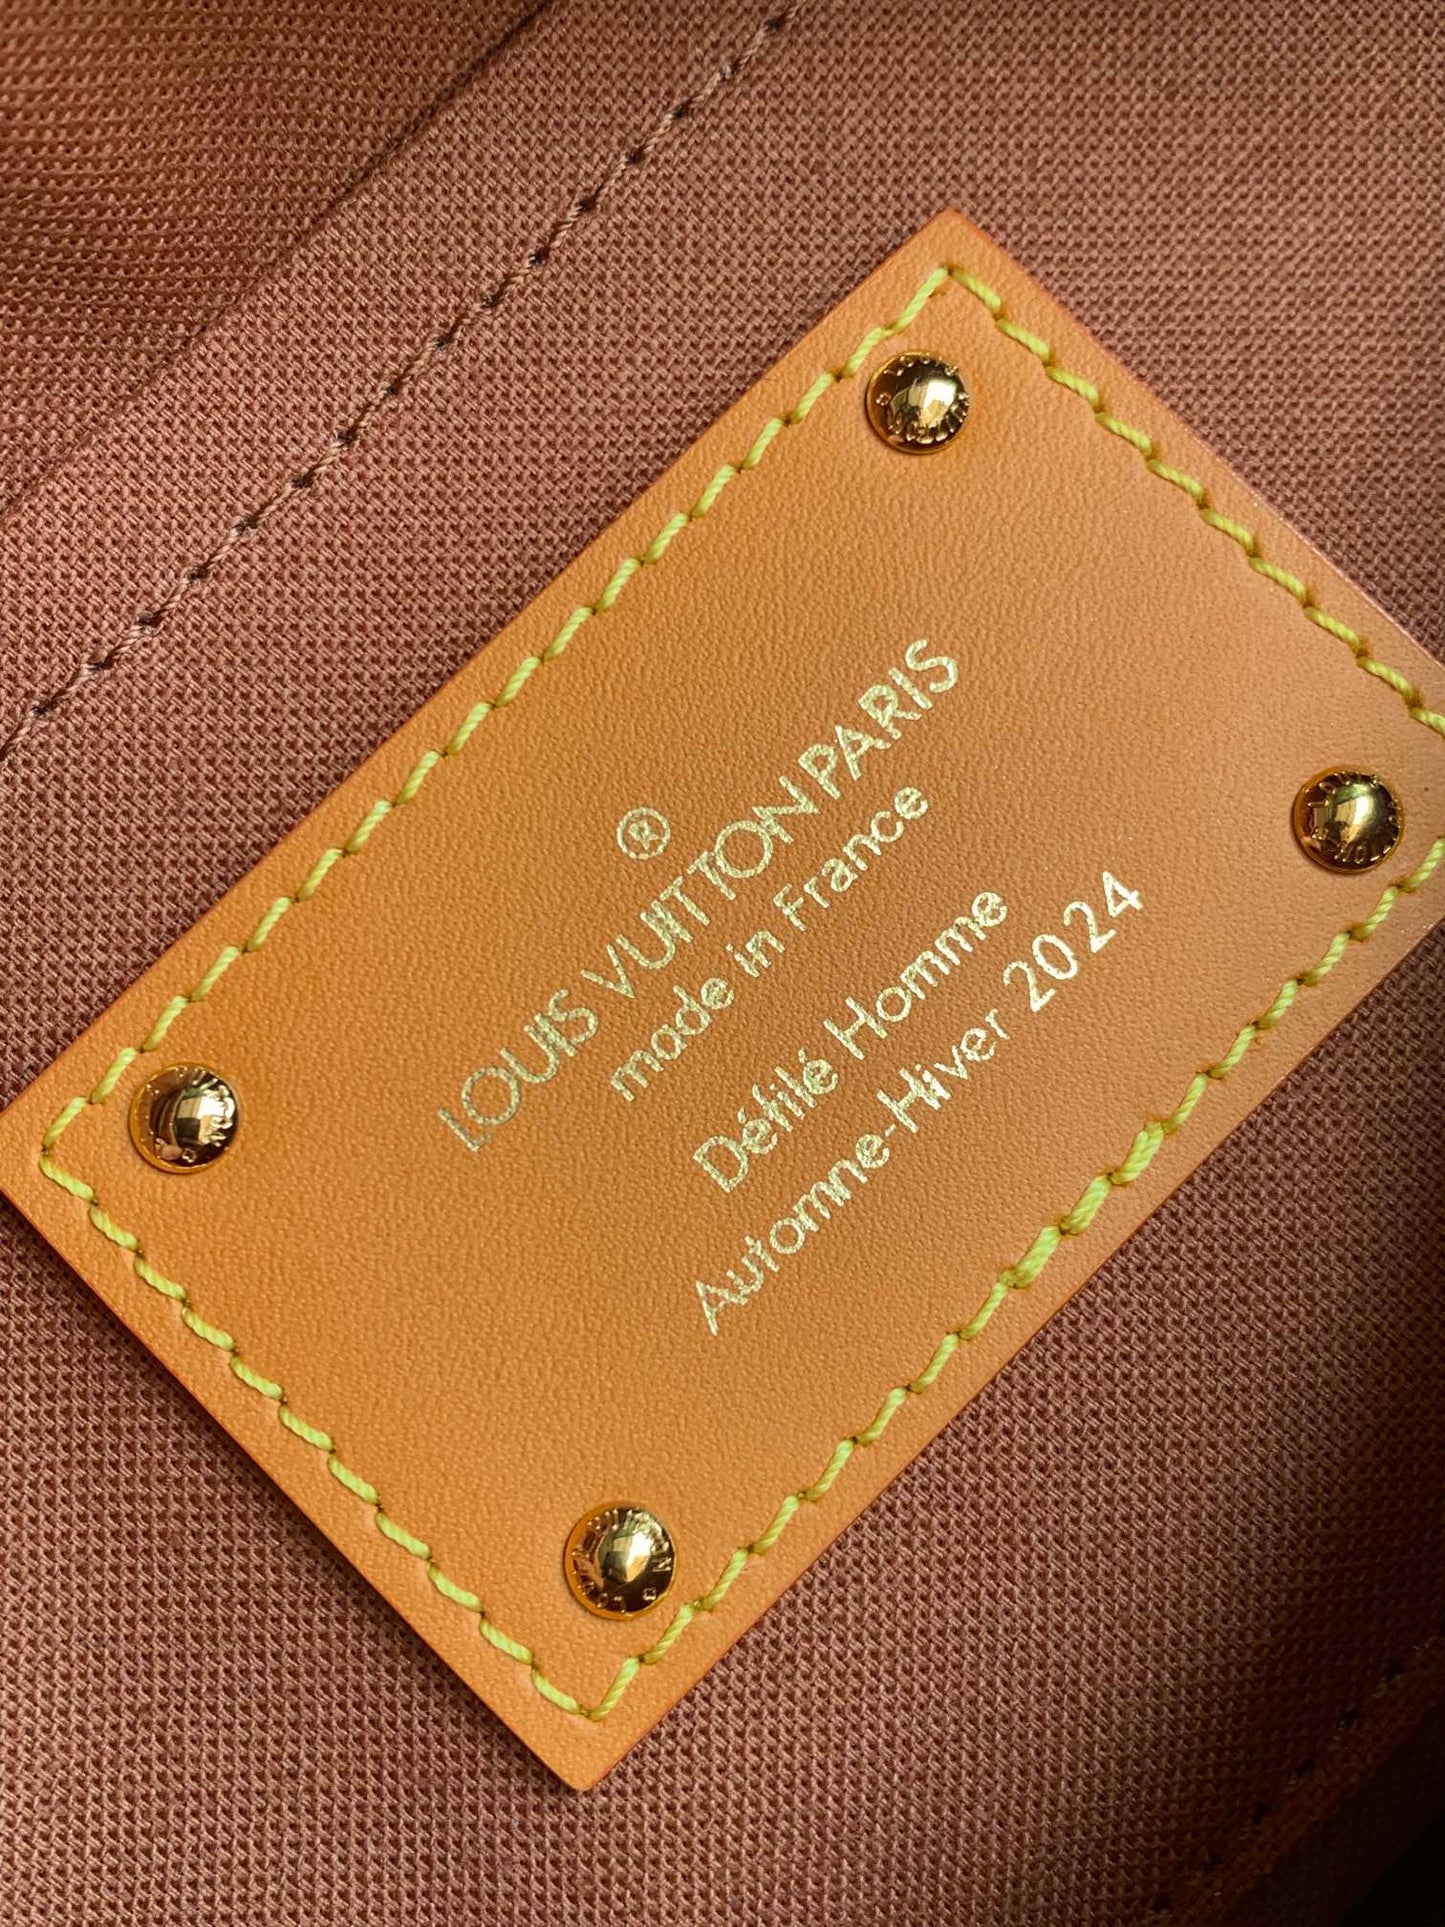 ®
LOUIS VUITTON PARIS
made in France
Défilé Homme
Automne-Hiver 2024